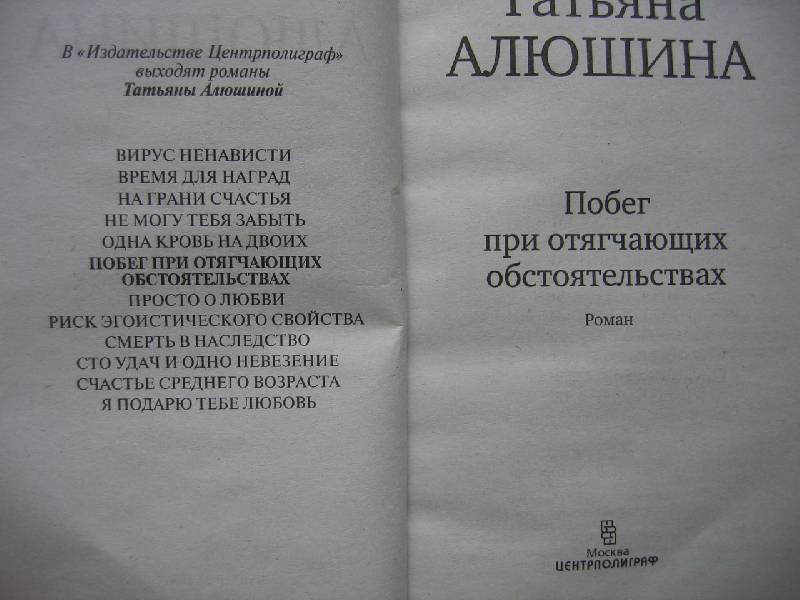 В «Издательстве Центрполиграф»
выходят романы
Татьяны Алюшиной
ВИРУС НЕНАВИСТИ
ВРЕМЯ ДЛЯ НАГРАД
НА ГРАНИ СЧАСТЬЯ
НЕ МОГУ ТЕБЯ ЗАБЫТЬ
ОДНА КРОВЬ НА ДВОИХ
ПОБЕГ ПРИ ОТЯГЧАЮЩИХ
ОБСТОЯТЕЛЬСТВАХ
ПРОСТО О ЛЮБВИ
РИСК ЭГОИСТИЧЕСКОГО СВОЙСТВА
СМЕРТЬ В НАСЛЕДСТВО
СТО УДАЧ И ОДНО НЕВЕЗЕНИЕ
СЧАСТЬЕ СРЕДНЕГО ВОЗРАСТА
Я ПОДАРЮ ТЕБЕ ЛЮБОВЬ
Татьяна
АЛЮШИНА
Побег
при отягчающих
обстоятельствах
Роман
Москва
ЦЕНТРПОЛИГРАФ